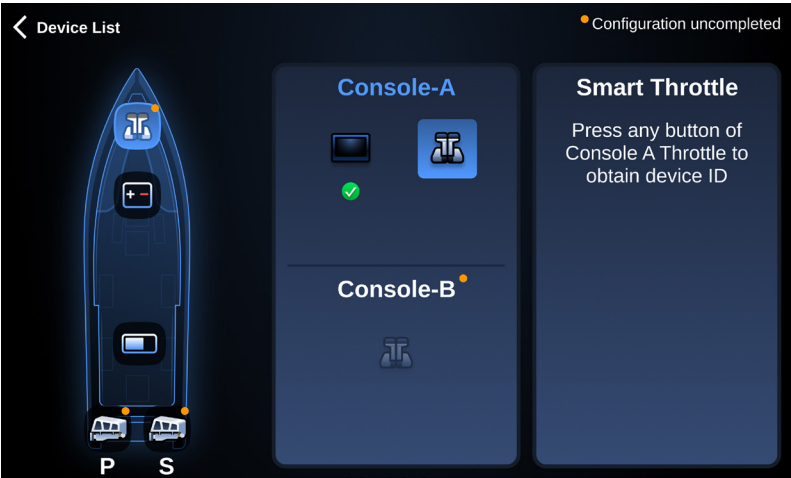 Device List
Configuration uncompleted
Console-A
Console-B
Smart Throttle
Press any button of
Console A Throttle to
obtain device ID
+ -
P S